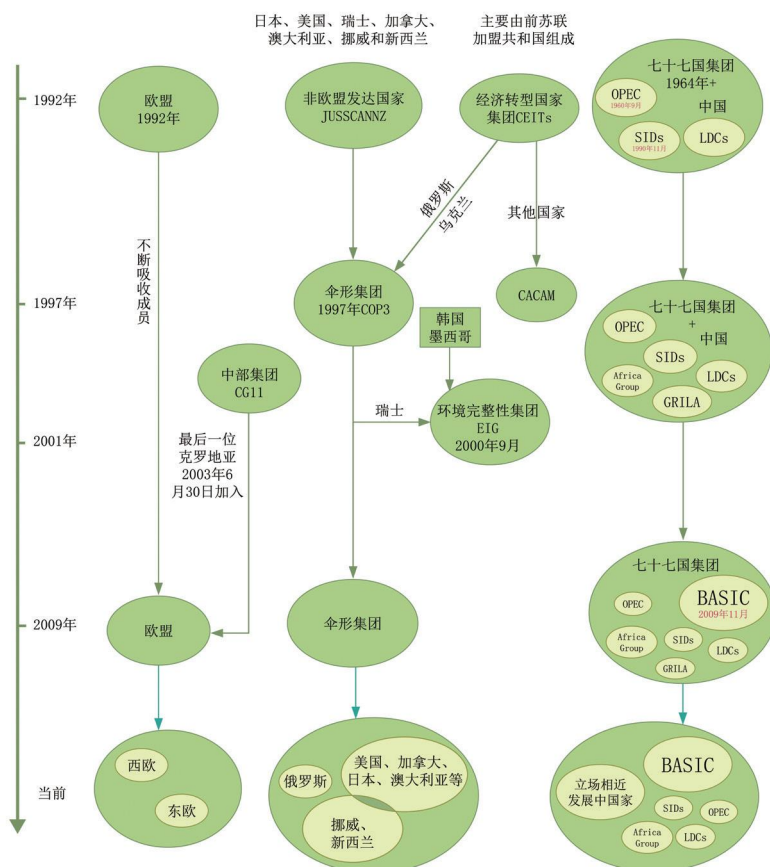 日本、美国、瑞士、加拿大、
澳大利亚、挪威和新西兰
主要由前苏联
加盟共和国组成
1992年
欧盟
1992年
非欧盟发达国家
JUSSCANNZ
经济转型国家
集团CEITs
七十七国集团
1964年+
中国
OPEC
1960年9月
SIDs
1990年11月
LDCs
俄罗斯
乌克兰
其他国家
不断吸收成员
1997年
伞形集团
1997年COP3
CACAM
七十七国集团
+
中国
OPEC
SIDs
Africa
Group
LDCs
GRILA
韩国
墨西哥
中部集团
CG11
瑞士
环境完整性集团
EIG
2000年9月
2001年
最后一位
克罗地亚
2003年6
月30日加入
2009年
欧盟
伞形集团
七十七国集团
BASIC
2009年11月
OPEC
Africa
Group
SIDs
LDCs
GRILA
当前
西欧
东欧
俄罗斯
美国、加拿大、
日本、澳大利亚等
挪威、
新西兰
BASIC
立场相近
发展中国家
SIDs
OPEC
Africa
Group
LDCs